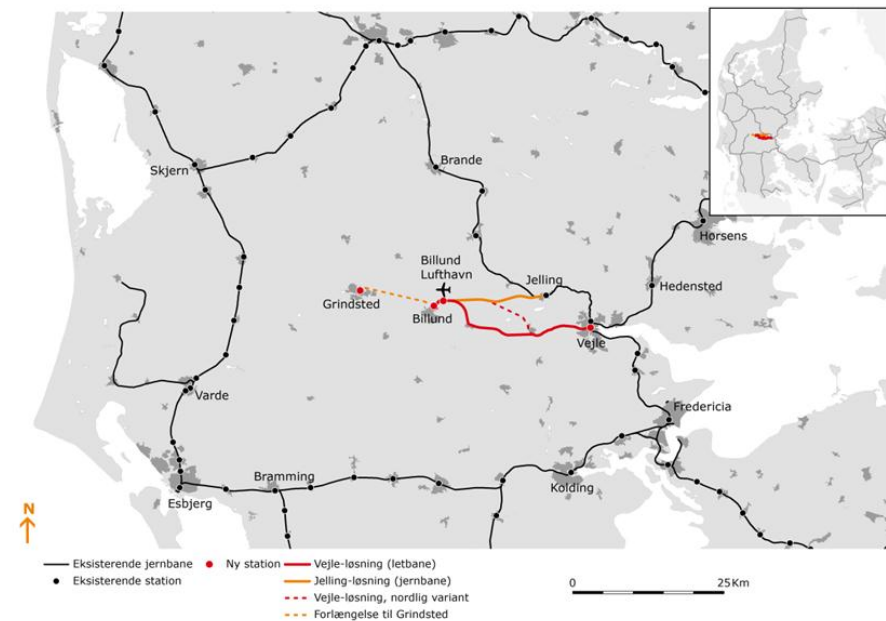 Brande
Skjern
Horsens
Billund
Lufthavn
Jelling
Hedensted
Grindsted
Billund
Vejle
Varde
Fredericia
Bramming
Kolding
Esbjerg
N
Eksisterende jernbane
Ny station
Vejle-løsning (letbane)
Eksisterende station
Jelling-løsning (jernbane)
Vejle-løsning, nordlig variant
Forlængelse til Grindsted
0
25Km